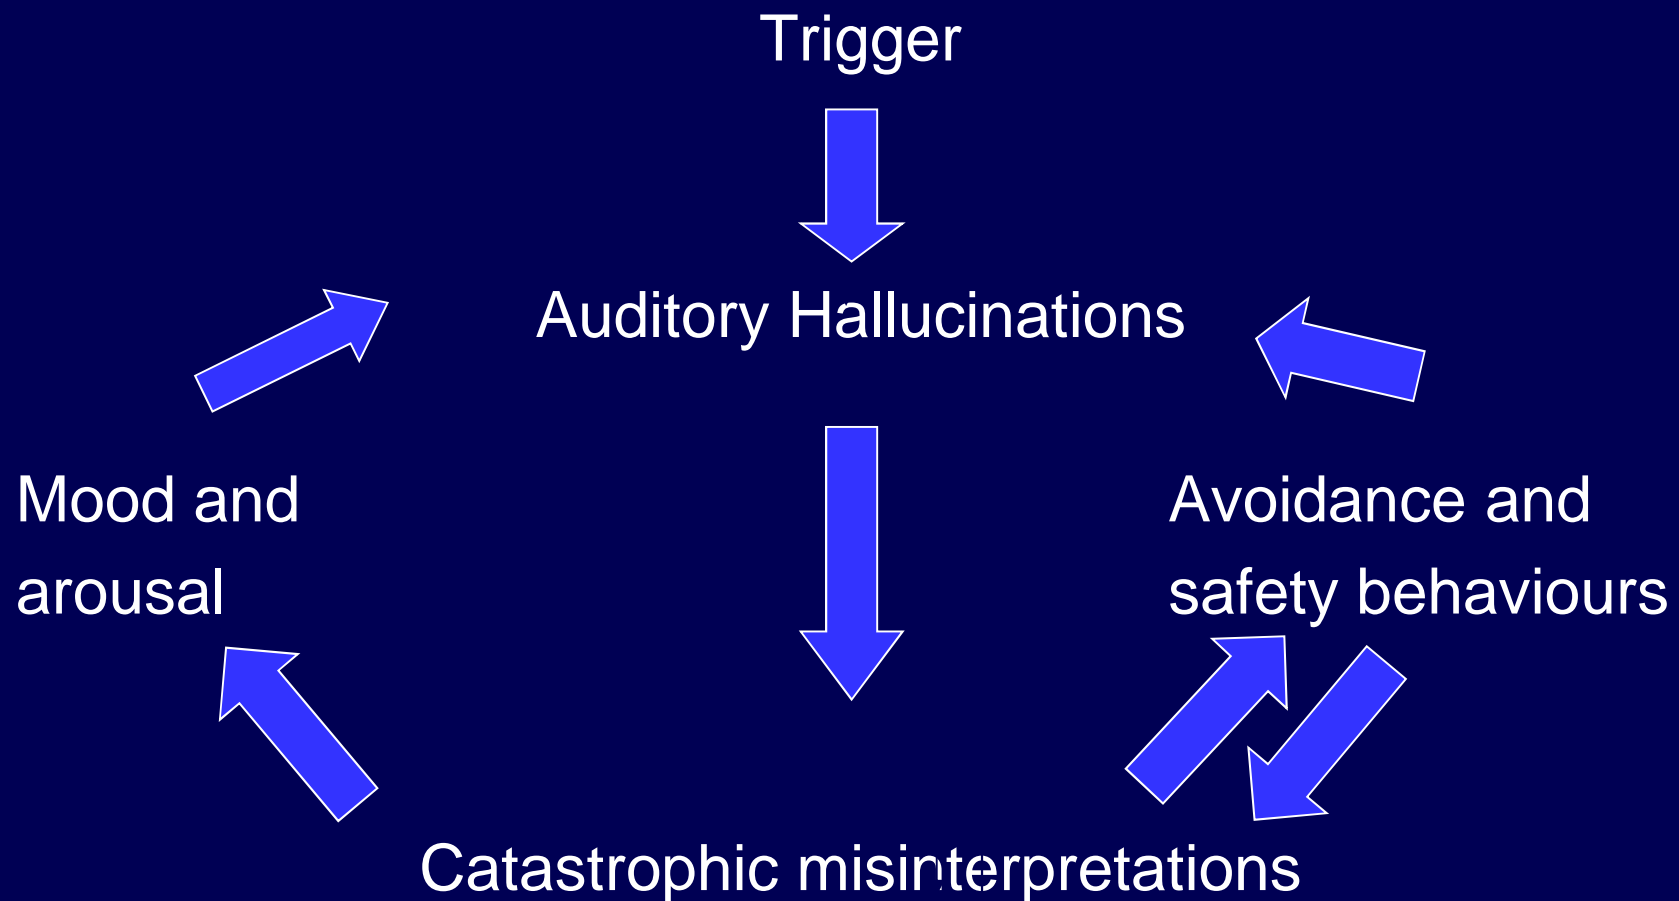 Trigger
Auditory Hallucinations
Mood and
arousal
Avoidance and
safety behaviours
Catastrophic misinterpretations